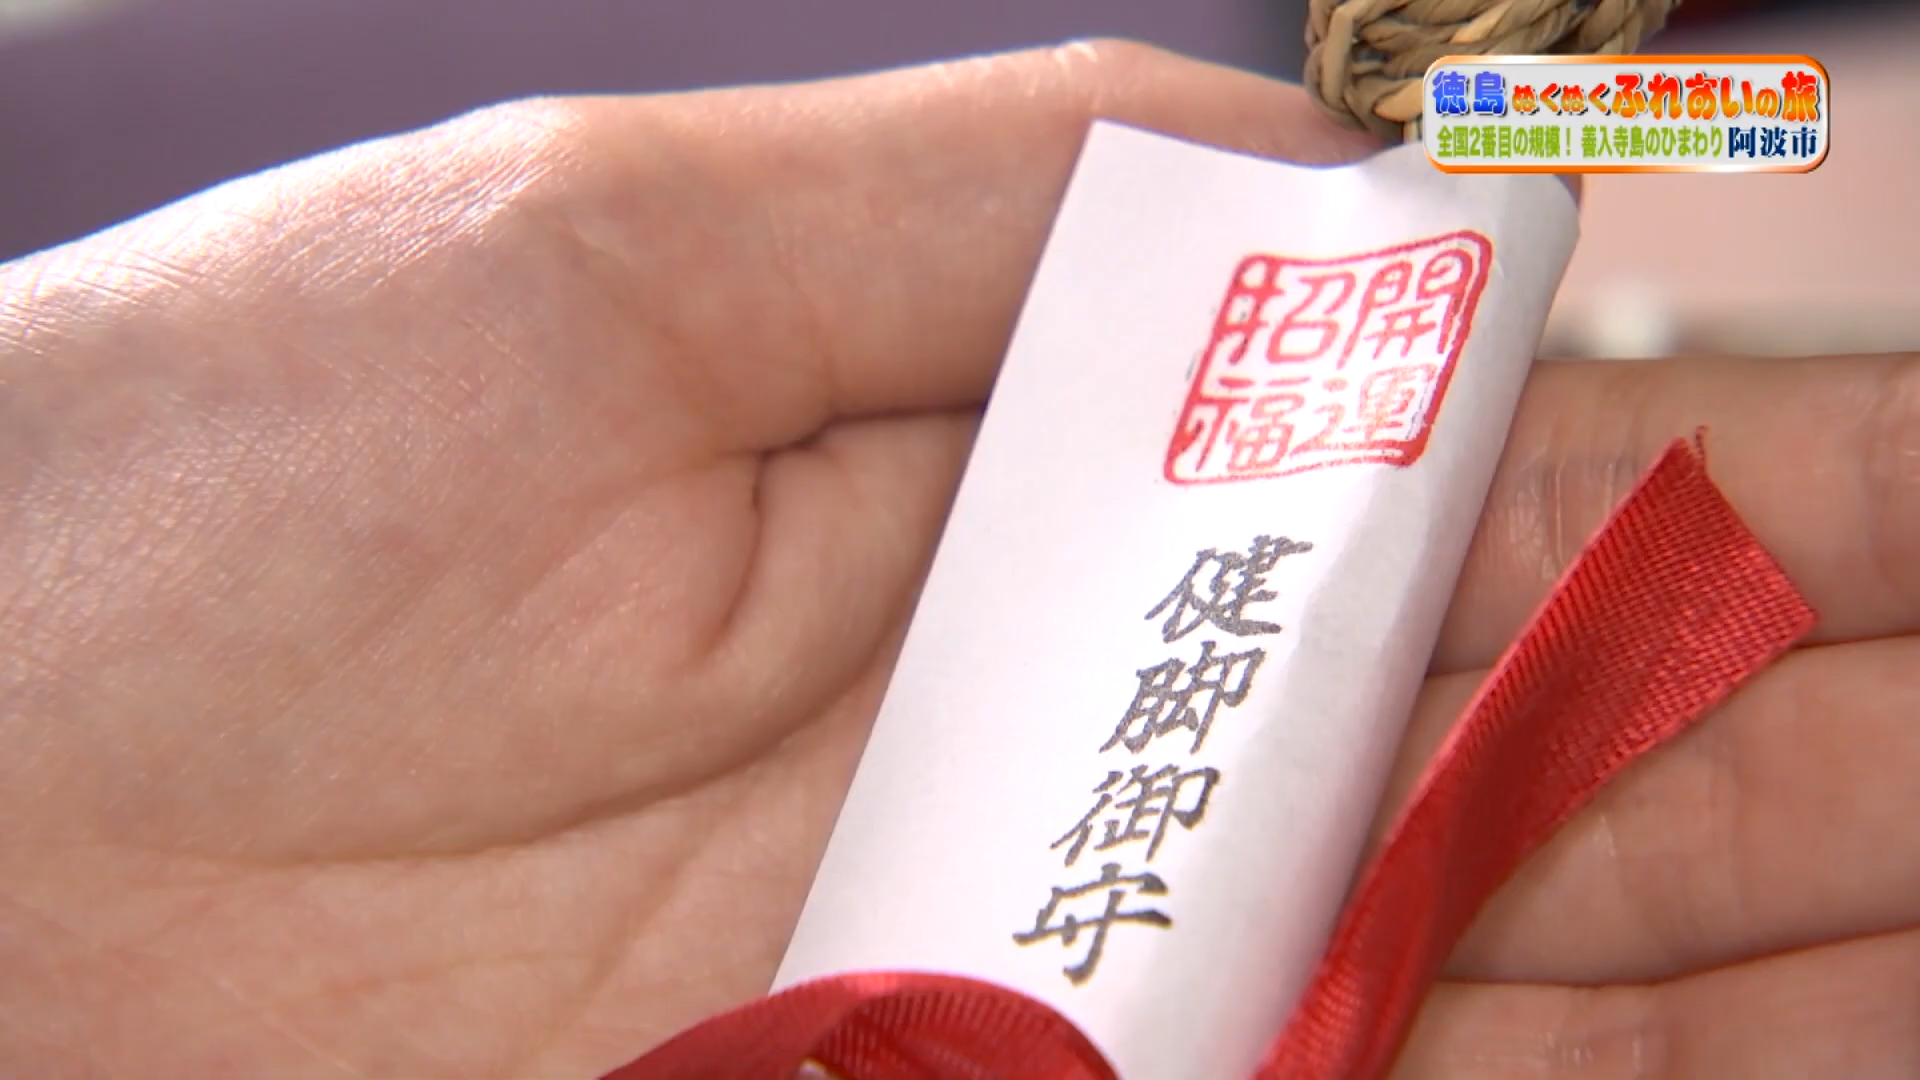 徳島 ぬくぬくふれあいの旅
全国2番目の規模！ 善入寺島のひまわり 阿波市
開運
招福
健脚御守